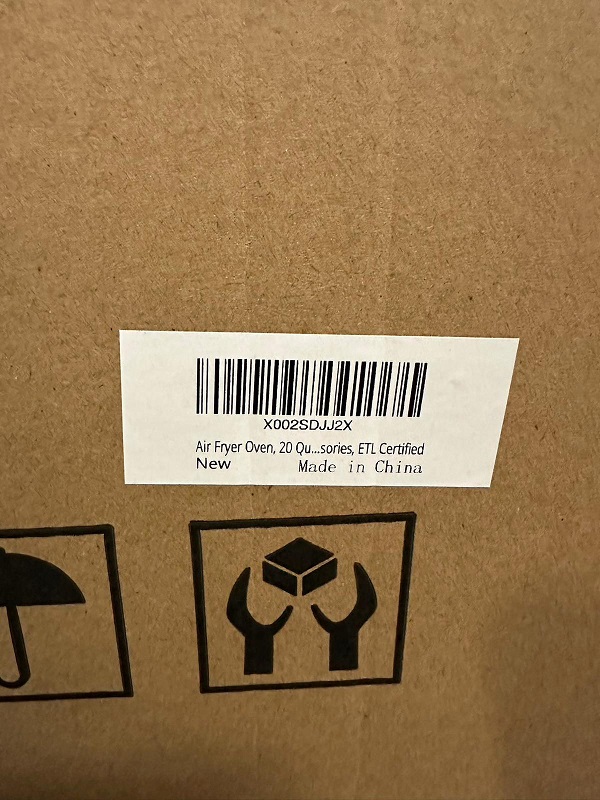 X002SDJJ2X
Air Fryer Oven, 20 Qu...sories, ETL Certified
New Made in China